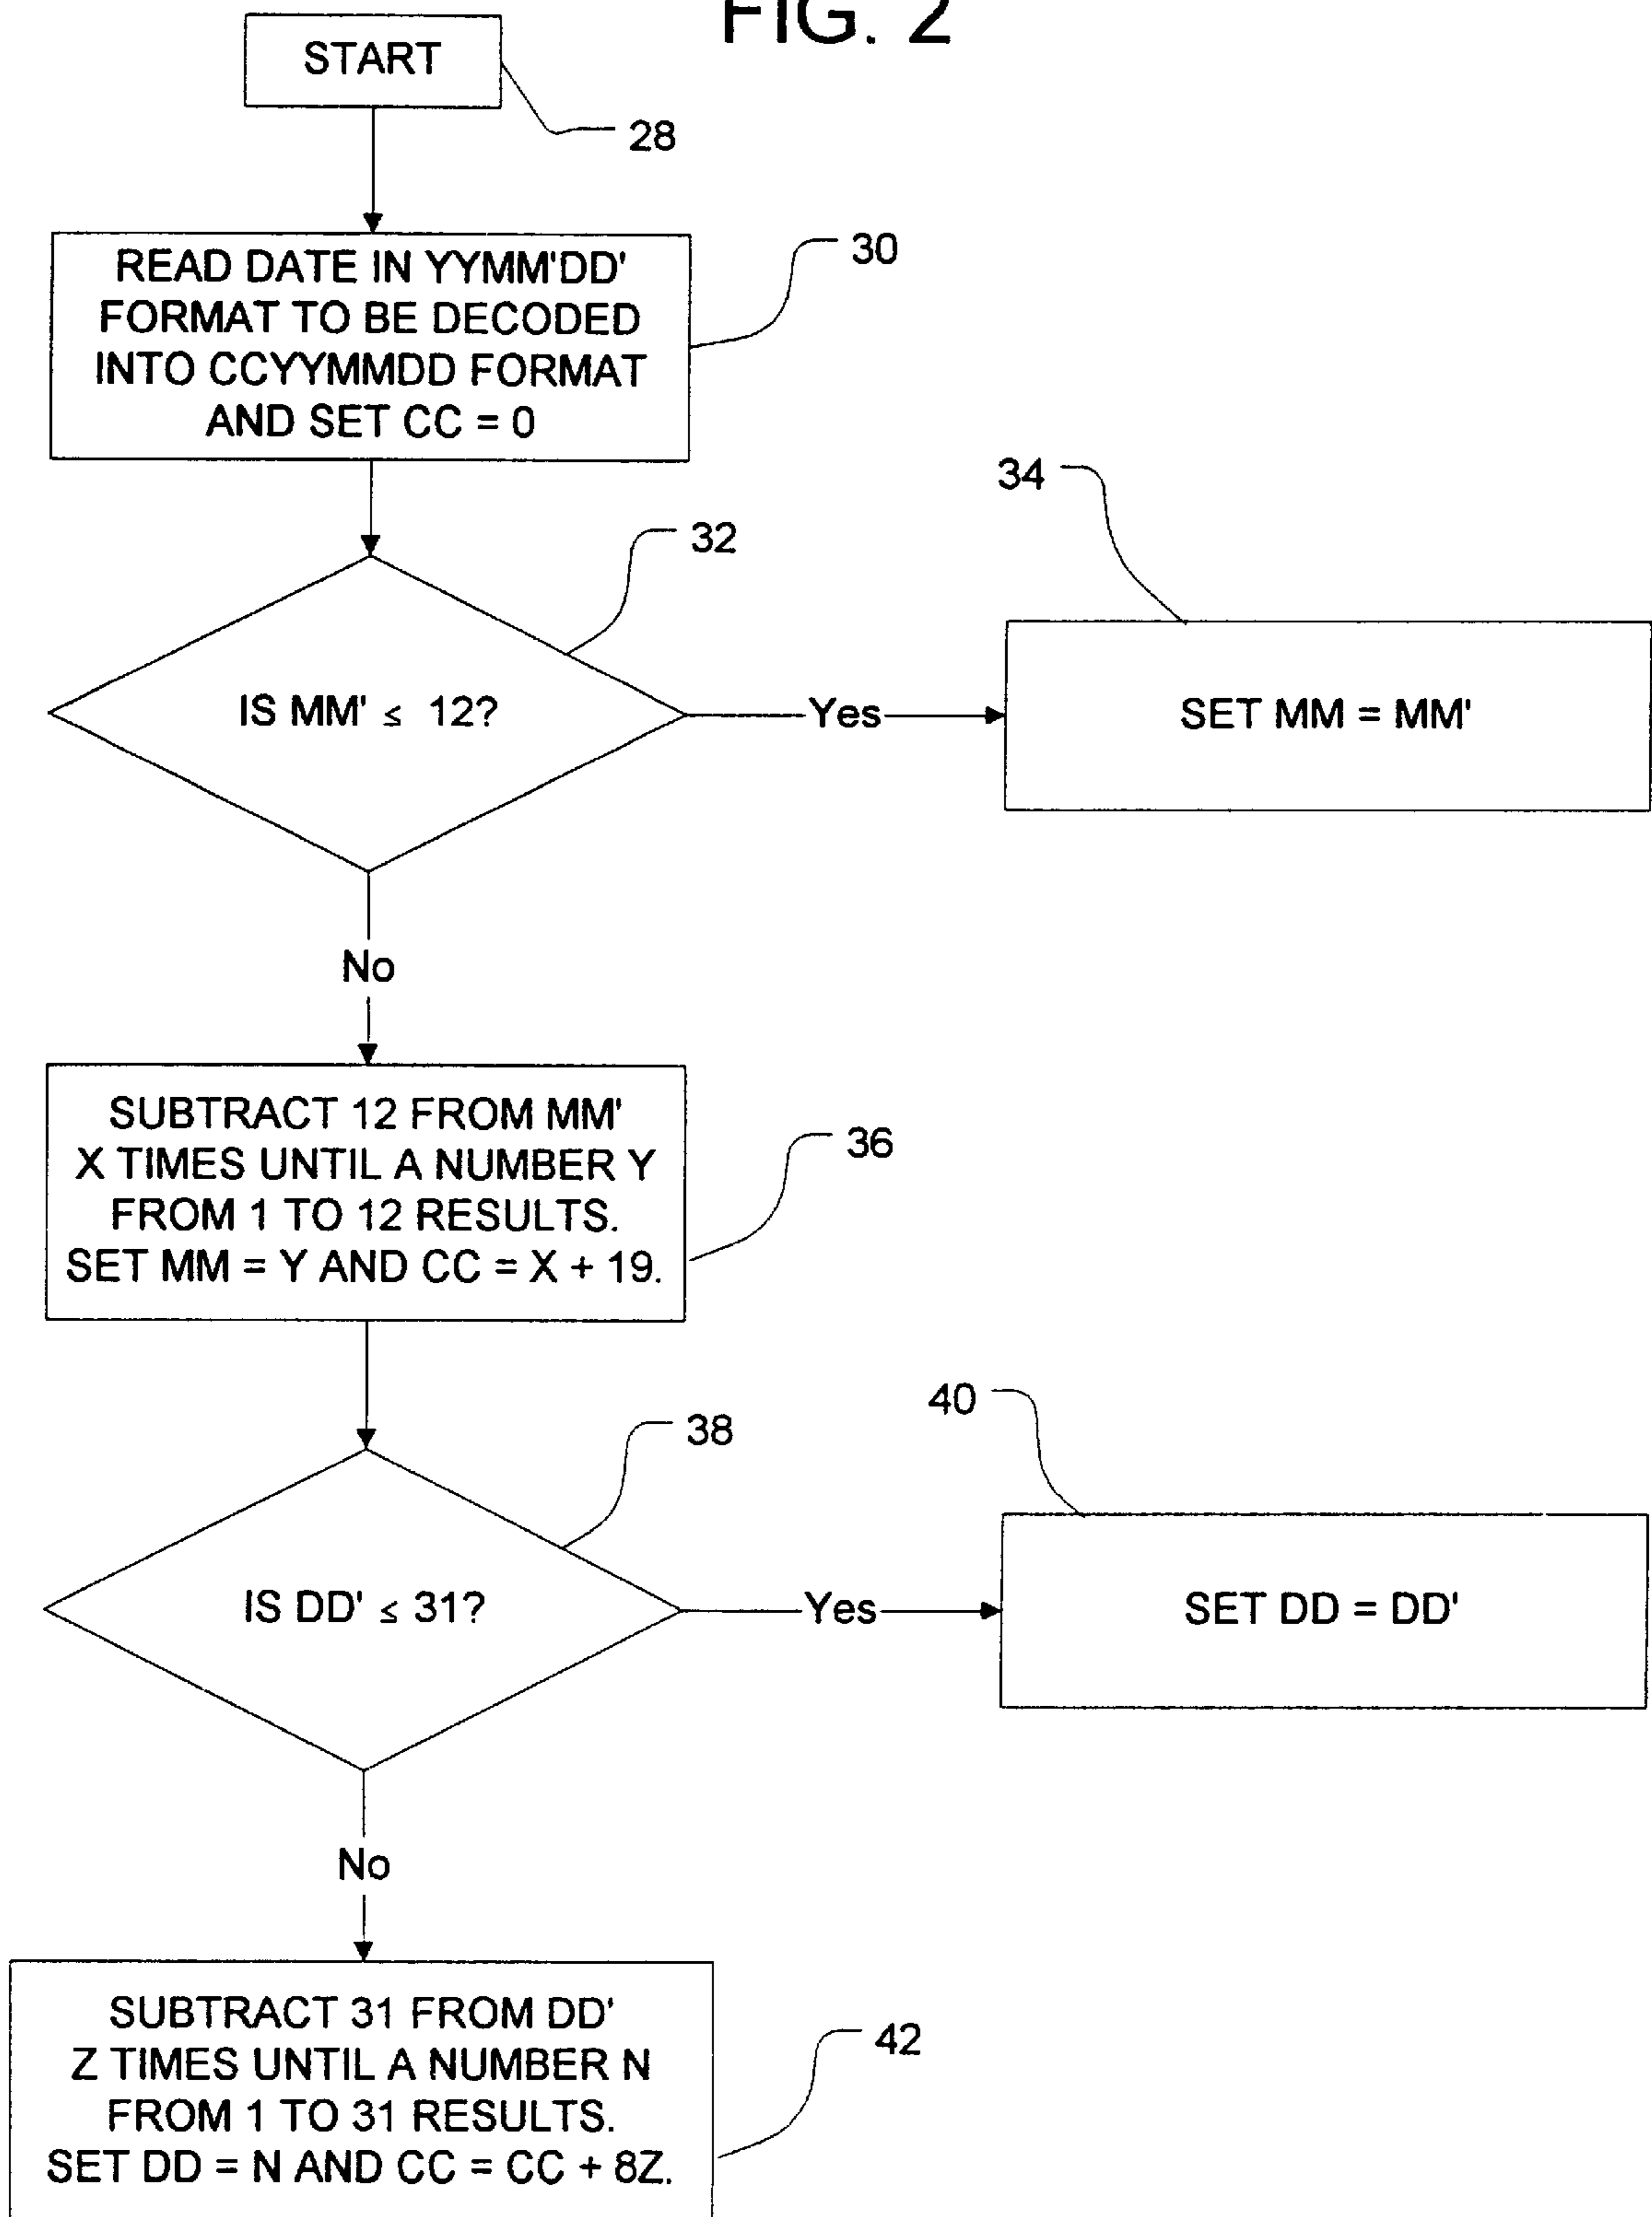 FIG. 2
START
28
READ DATE IN YYMM'DD'
FORMAT TO BE DECODED
INTO CCYYMMDD FORMAT
AND SET CC = 0
30
32
34
IS MM' ≤ 12?
Yes
SET MM = MM'
No
SUBTRACT 12 FROM MM'
X TIMES UNTIL A NUMBER Y
FROM 1 TO 12 RESULTS.
SET MM = Y AND CC = X + 19.
36
38
40
IS DD' ≤ 31?
Yes
SET DD = DD'
No
SUBTRACT 31 FROM DD'
Z TIMES UNTIL A NUMBER N
FROM 1 TO 31 RESULTS.
SET DD = N AND CC = CC + 8Z.
42